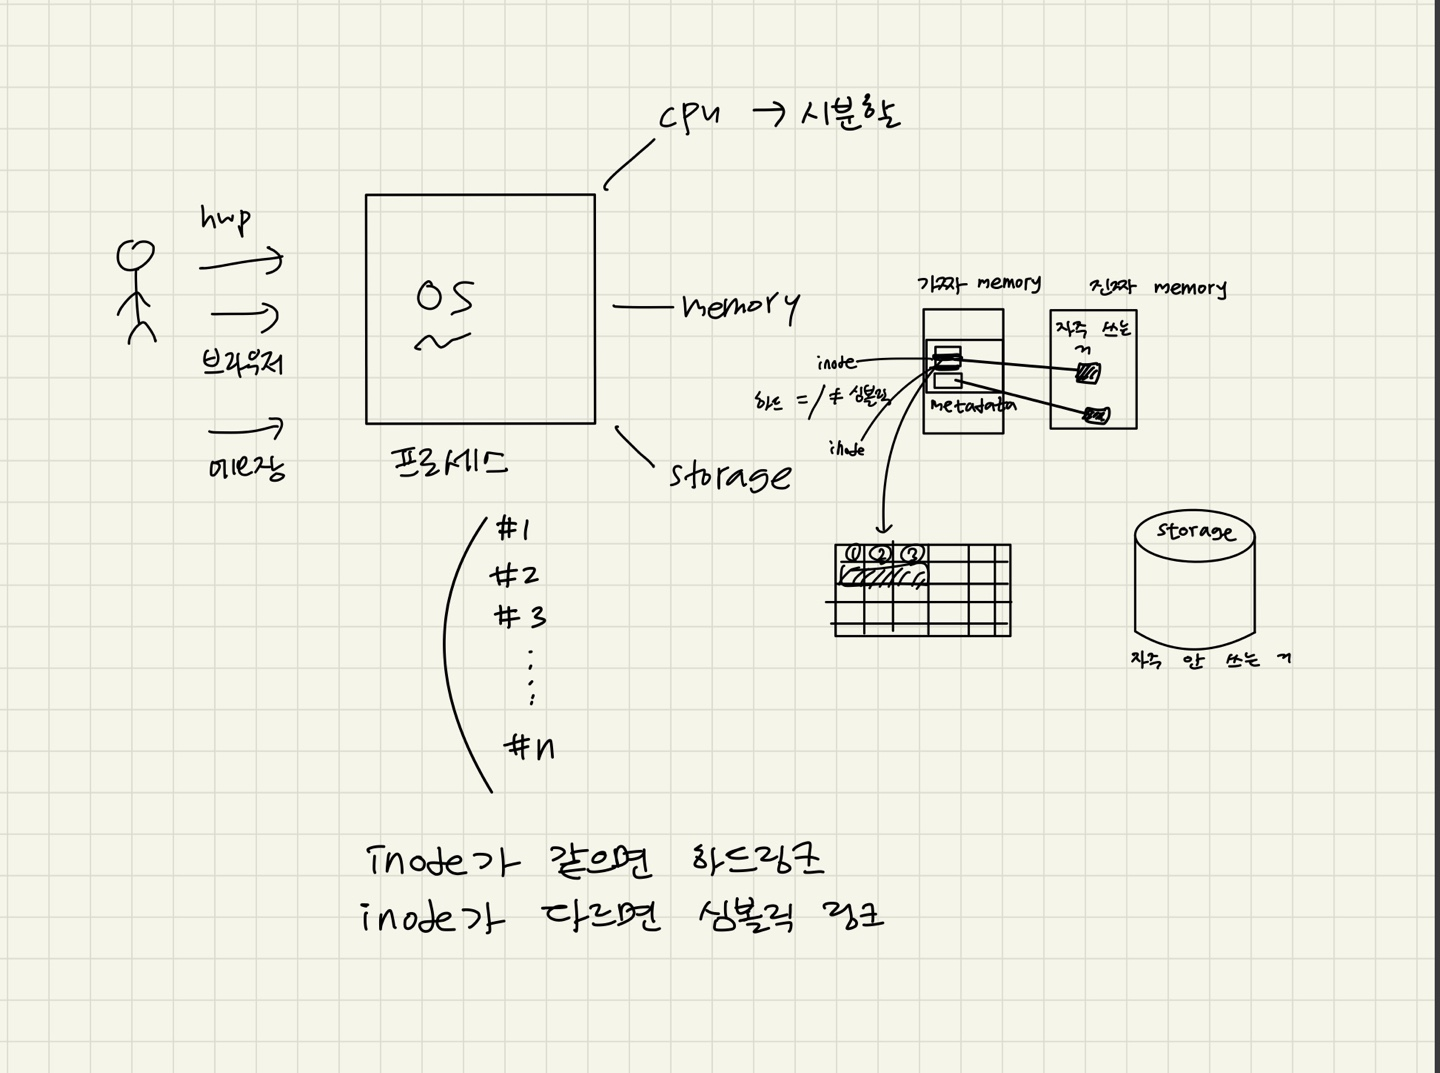 cpu → 시분할
hwp
OS
브라우저
메모장
프로세스
memory
storage
#1
#2
#3
#n
가짜 memory
진짜 memory
자주 쓰는 ㄱ
inode
하드 = / ≠ 심볼릭
metadata
inode
① ② ③
storage
자주 안 쓰는 ㄱ
inode가 같으면 하드링크
inode가 다르면 심볼릭 링크